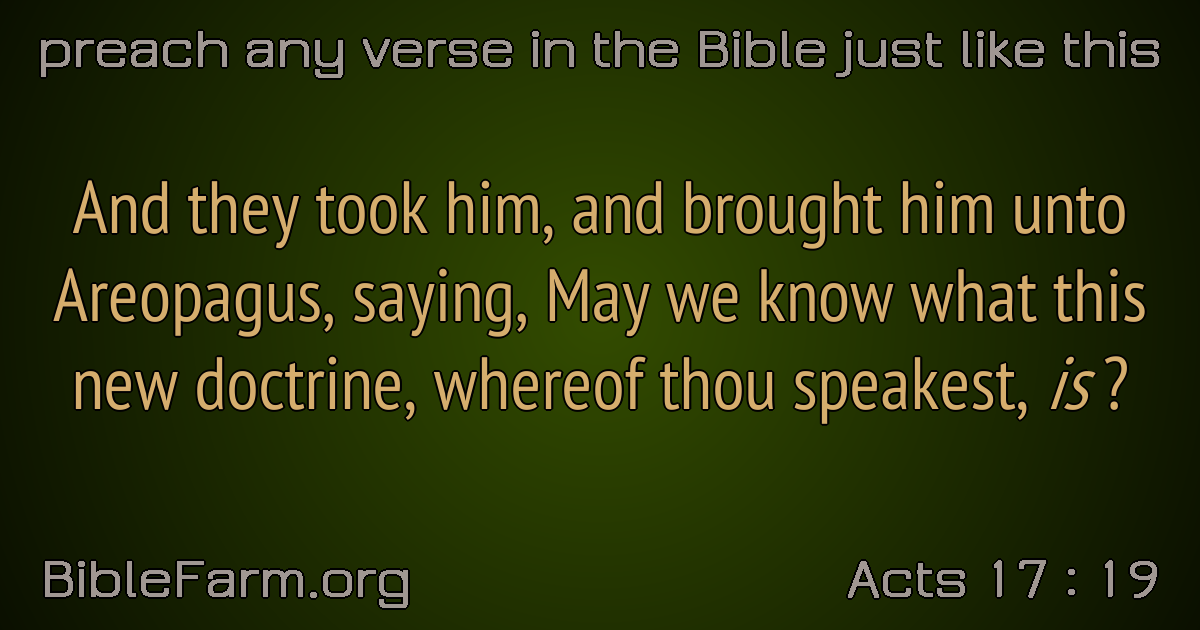 preach any verse in the Bible just like this
And they took him, and brought him unto
Areopagus, saying, May we know what this
new doctrine, whereof thou speakest, is ?
BibleFarm.org
Acts 17 : 19